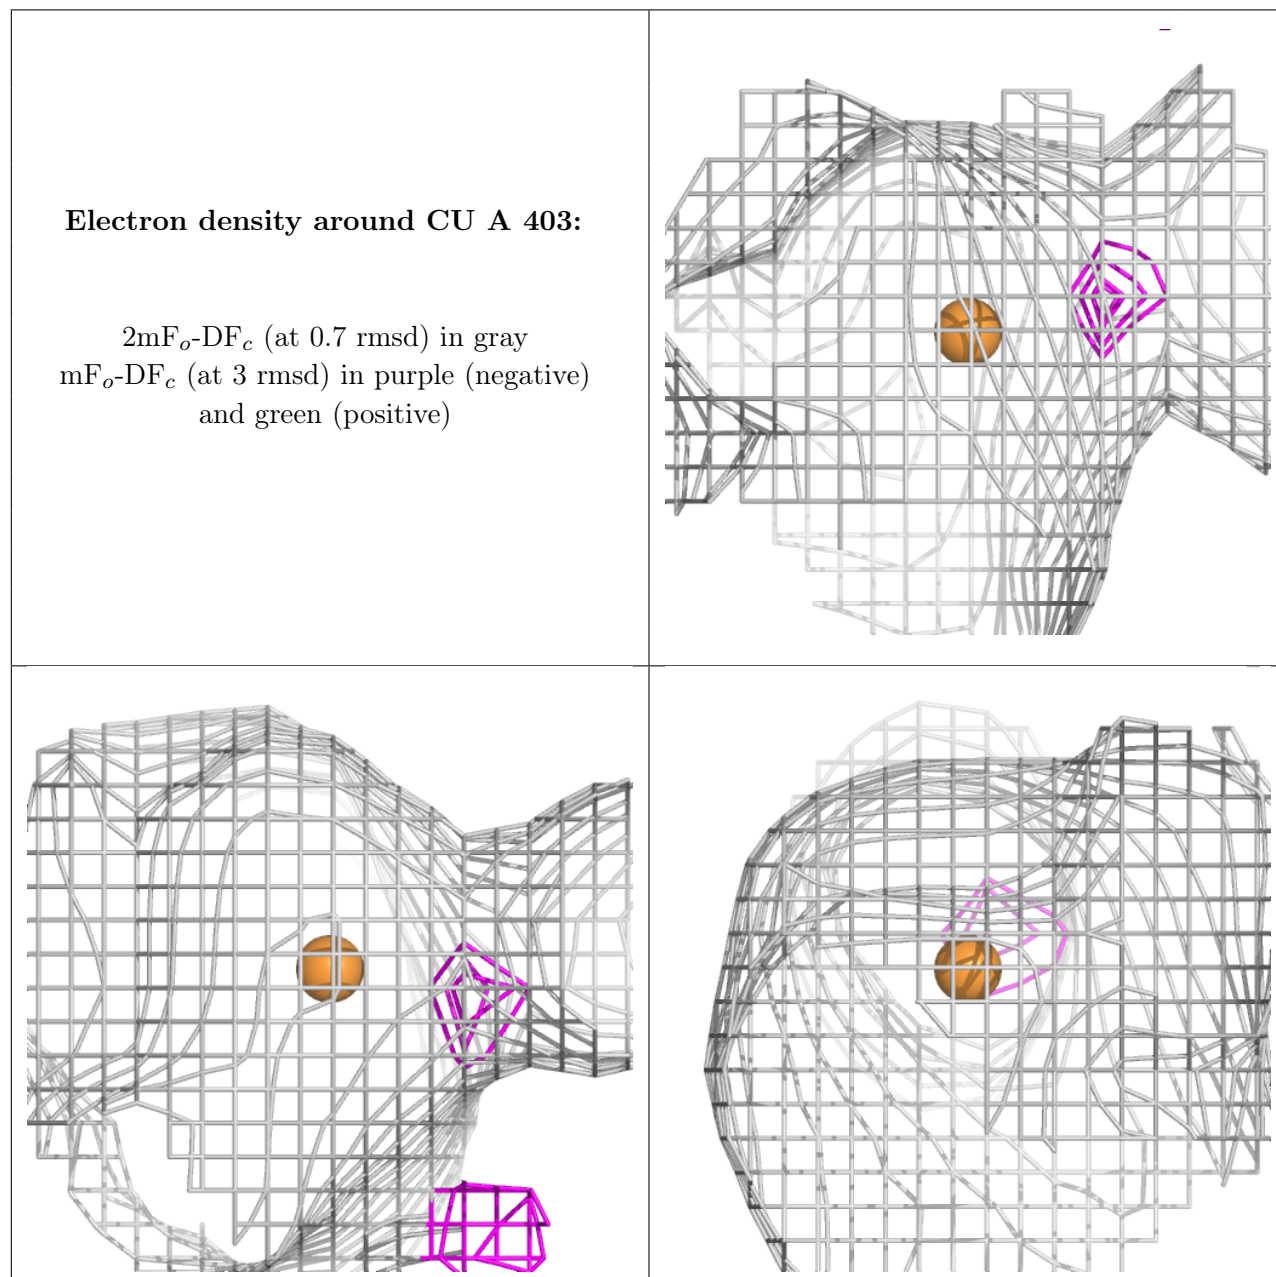 Electron density around CU A 403:
2mFo-DFc (at 0.7 rmsd) in gray
mFo-DFc (at 3 rmsd) in purple (negative)
and green (positive)